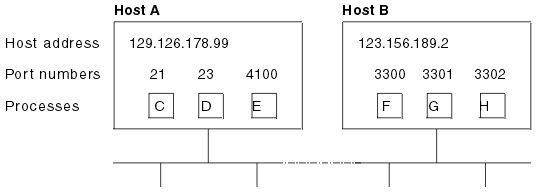 Host A Host B
Host address 129.126.178.99 123.156.189.2
Port numbers 21 23 4100 3300 3301 3302
Processes C D E F G H